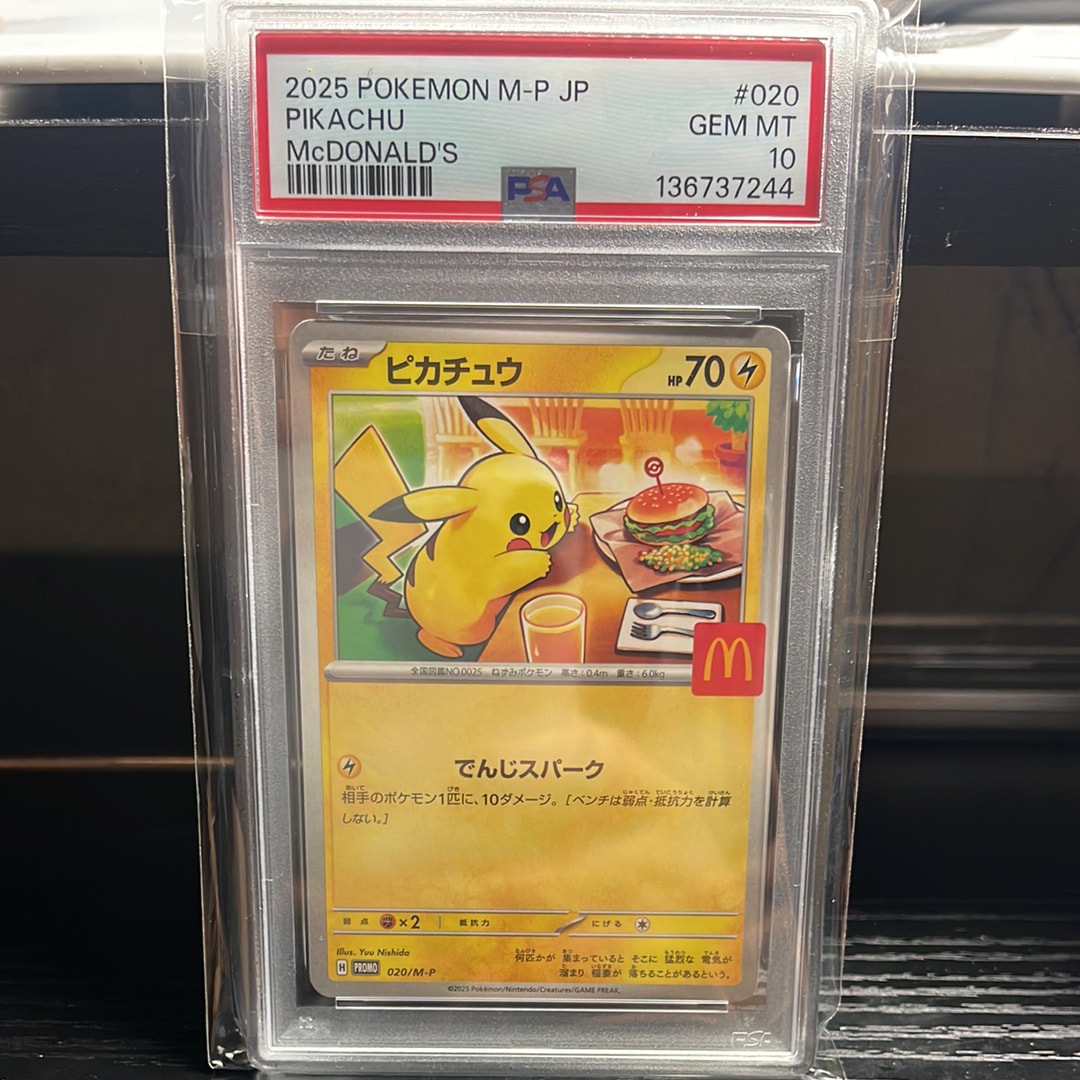 2025 POKEMON M-P JP #020
PIKACHU GEM MT
McDONALD'S 10
PSA 136737244
たね ピカチュウ HP70
全国図鑑NO.0025 ねずみポケモン 高さ:0.4m 重さ:6.0kg
でんじスパーク
相手のポケモン1匹に、10ダメージ。[ベンチは弱点・抵抗力を計算
しない。]
弱点 ×2 抵抗力 にげる
Illus. Yuu Nishida
何匹かが 集まっていると そこに 猛烈な 電気が
溜まり 稲妻が 落ちることがあるという。
H PROMO 020/M-P
©2025 Pokémon/Nintendo/Creatures/GAME FREAK.